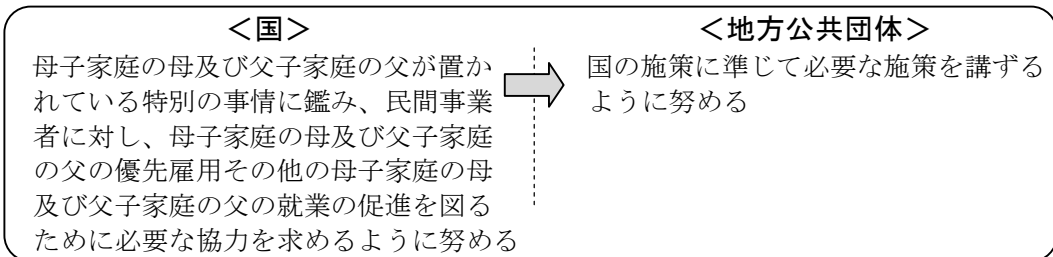 ＜国＞
母子家庭の母及び父子家庭の父が置か
れている特別の事情に鑑み、民間事業
者に対し、母子家庭の母及び父子家庭
の父の優先雇用その他の母子家庭の母
及び父子家庭の父の就業の促進を図る
ために必要な協力を求めるように努める
＜地方公共団体＞
国の施策に準じて必要な施策を講ずる
ように努める